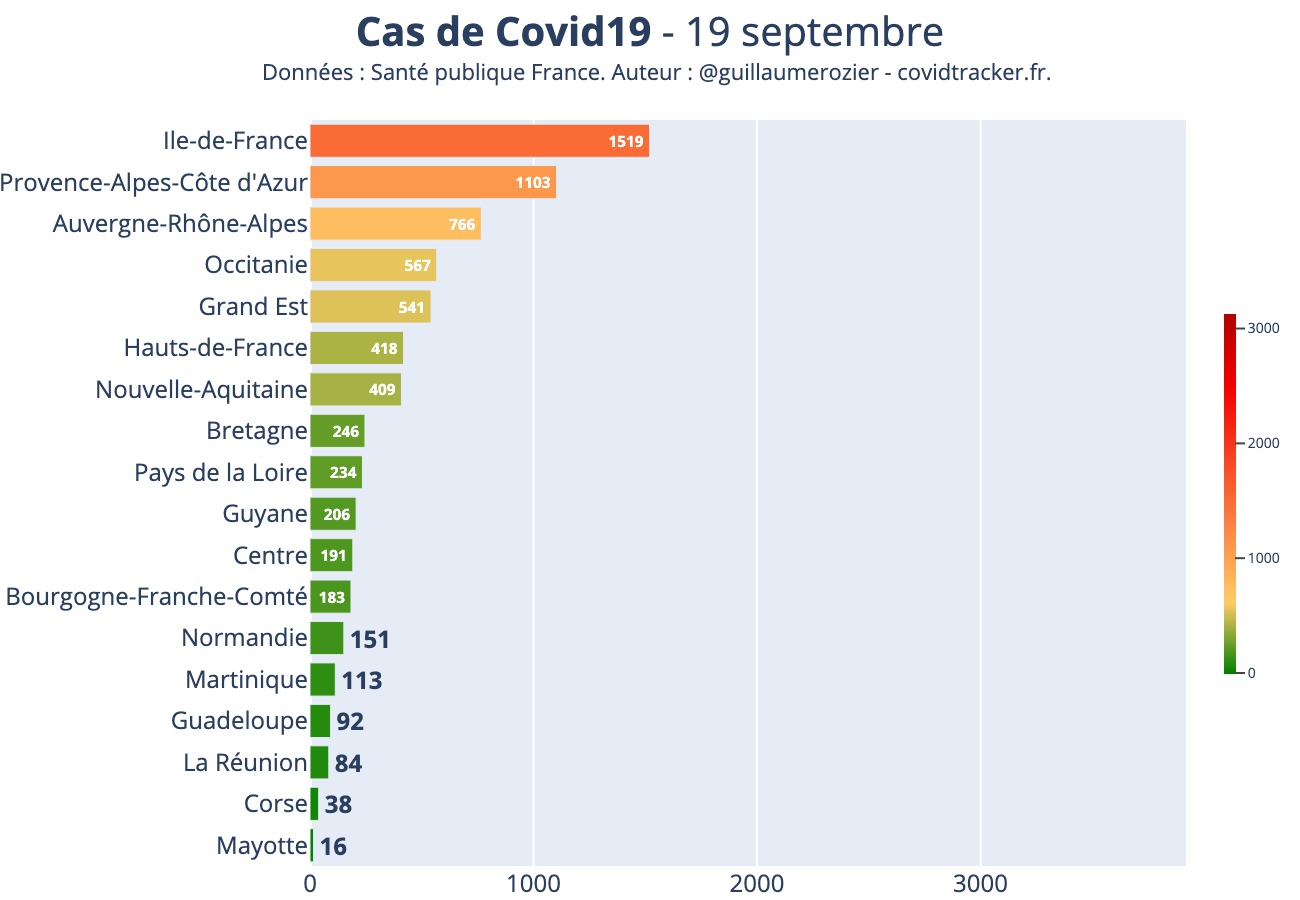 Cas de Covid19 - 19 septembre
Données : Santé publique France. Auteur : @guillaumerozier - covidtracker.fr.
Ile-de-France 1519
Provence-Alpes-Côte d'Azur 1103
Auvergne-Rhône-Alpes 766
Occitanie 567
Grand Est 541
Hauts-de-France 418
Nouvelle-Aquitaine 409
Bretagne 246
Pays de la Loire 234
Guyane 206
Centre 191
Bourgogne-Franche-Comté 183
Normandie 151
Martinique 113
Guadeloupe 92
La Réunion 84
Corse 38
Mayotte 16
0 1000 2000 3000
3000
2000
1000
0